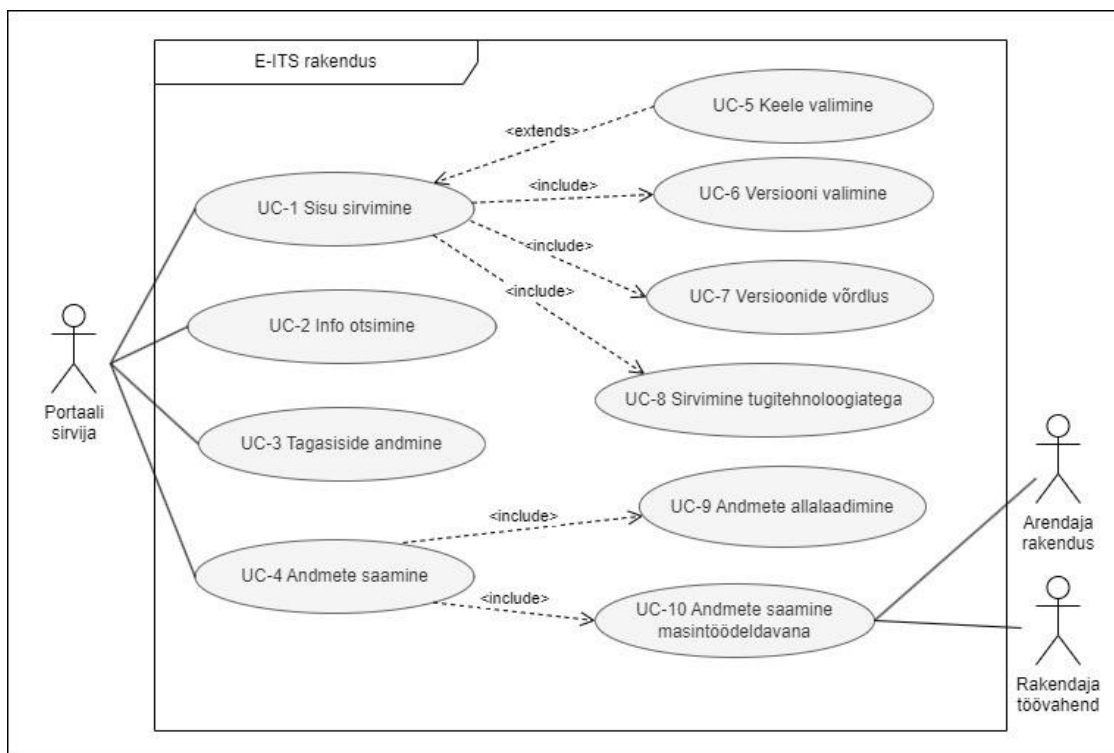 E-ITS rakendus
UC-5 Keele valimine
<extends>
UC-1 Sisu sirvimine
<include>
UC-6 Versiooni valimine
<include>
UC-7 Versioonide võrdlus
<include>
UC-2 Info otsimine
UC-8 Sirvimine tugitehnoloogiatega
Portaali
sirvija
UC-3 Tagasiside andmine
UC-9 Andmete allalaadimine
<include>
Arendaja
rakendus
UC-4 Andmete saamine
<include>
UC-10 Andmete saamine
masintöödeldavana
Rakendaja
töövahend